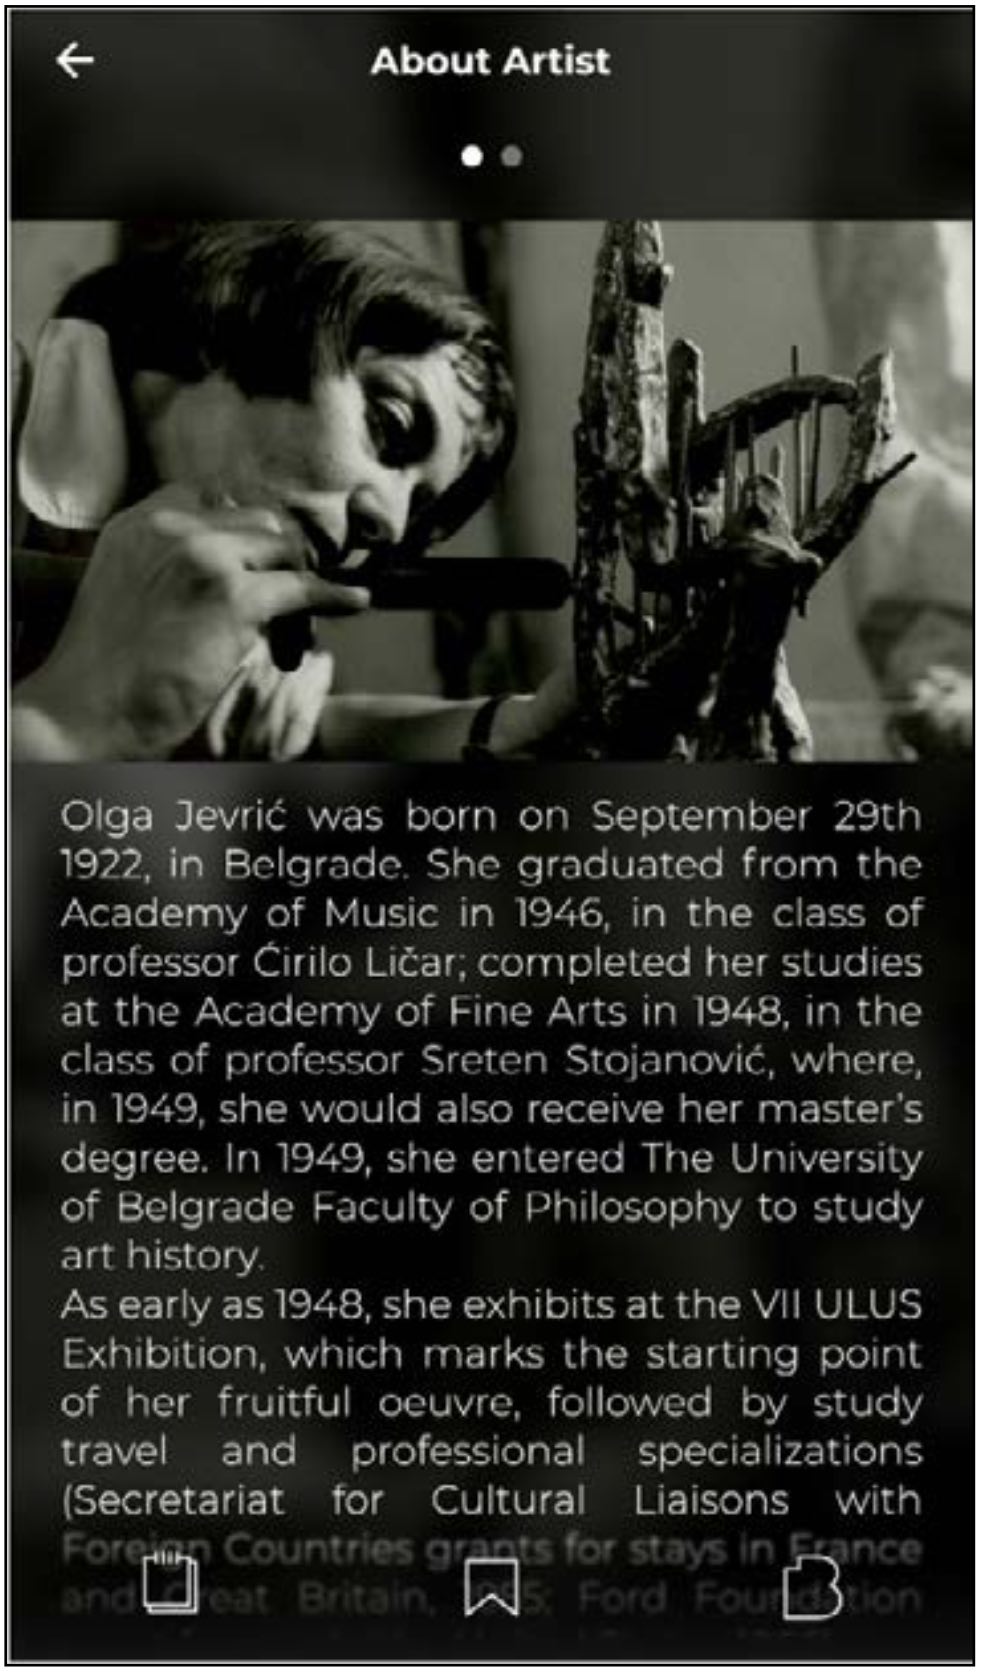 About Artist
Olga Jevrić was born on September 29th
1922, in Belgrade. She graduated from the
Academy of Music in 1946, in the class of
professor Ćirilo Ličar; completed her studies
at the Academy of Fine Arts in 1948, in the
class of professor Sreten Stojanović, where,
in 1949, she would also receive her master's
degree. In 1949, she entered The University
of Belgrade Faculty of Philosophy to study
art history.
As early as 1948, she exhibits at the VII ULUS
Exhibition, which marks the starting point
of her fruitful oeuvre, followed by study
travel and professional specializations
(Secretariat for Cultural Liaisons with
Foreign Countries grants for stays in France
and Great Britain, Ford Foundation